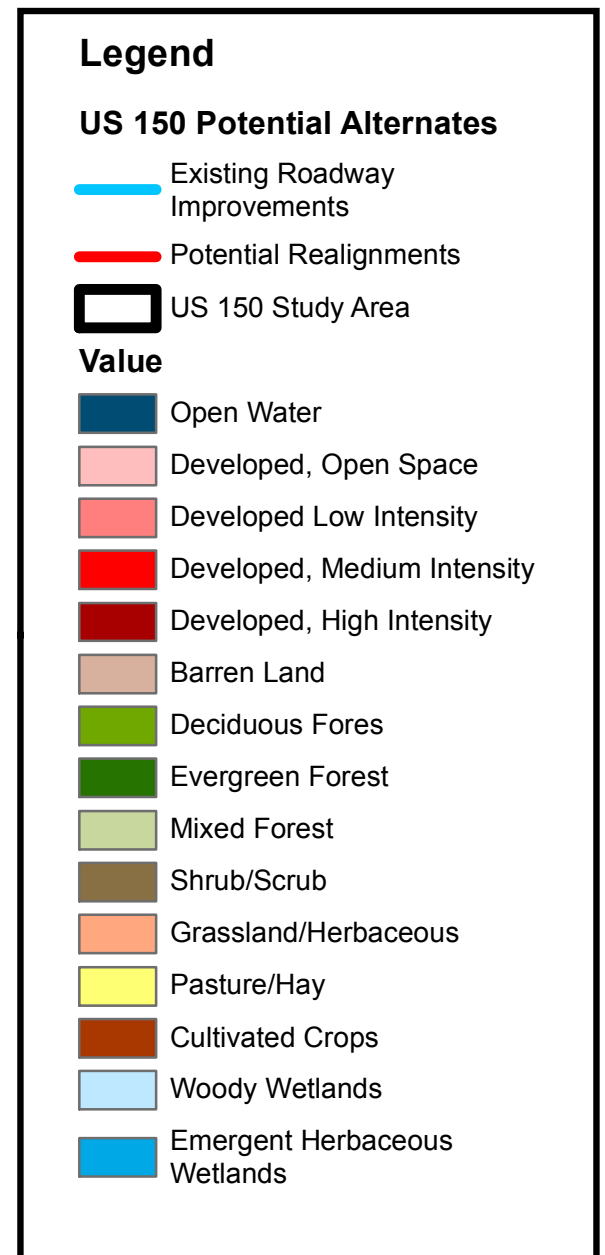 Legend
US 150 Potential Alternates
Existing Roadway
Improvements
Potential Realignments
US 150 Study Area
Value
Open Water
Developed, Open Space
Developed Low Intensity
Developed, Medium Intensity
Developed, High Intensity
Barren Land
Deciduous Fores
Evergreen Forest
Mixed Forest
Shrub/Scrub
Grassland/Herbaceous
Pasture/Hay
Cultivated Crops
Woody Wetlands
Emergent Herbaceous
Wetlands